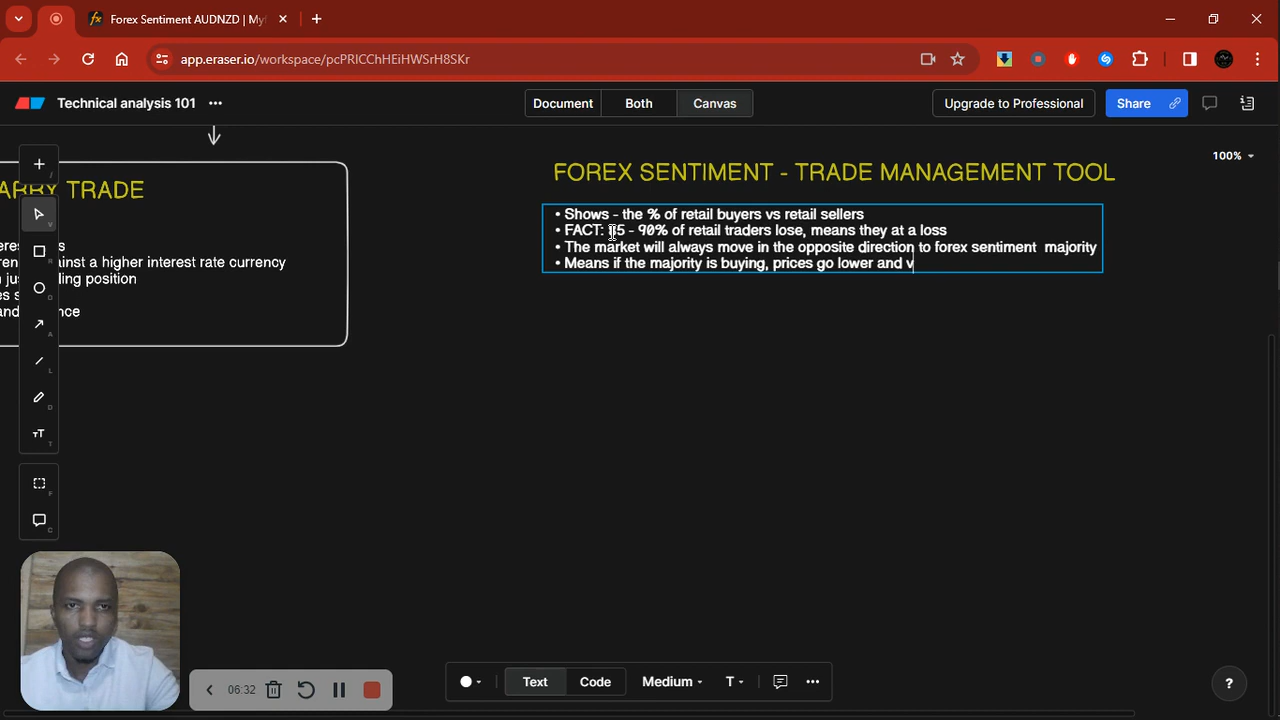 Forex Sentiment AUDNZD | My
app.eraser.io/workspace/pcPRICChHEiHWSrH8SKr
Technical analysis 101
Document
Both
Canvas
Upgrade to Professional
Share
100%
ARRY TRADE
against a higher interest rate currency
position
FOREX SENTIMENT - TRADE MANAGEMENT TOOL
• Shows - the % of retail buyers vs retail sellers
• FACT: 5 - 90% of retail traders lose, means they at a loss
• The market will always move in the opposite direction to forex sentiment majority
• Means if the majority is buying, prices go lower and v
06:32
Text
Code
Medium
T
?